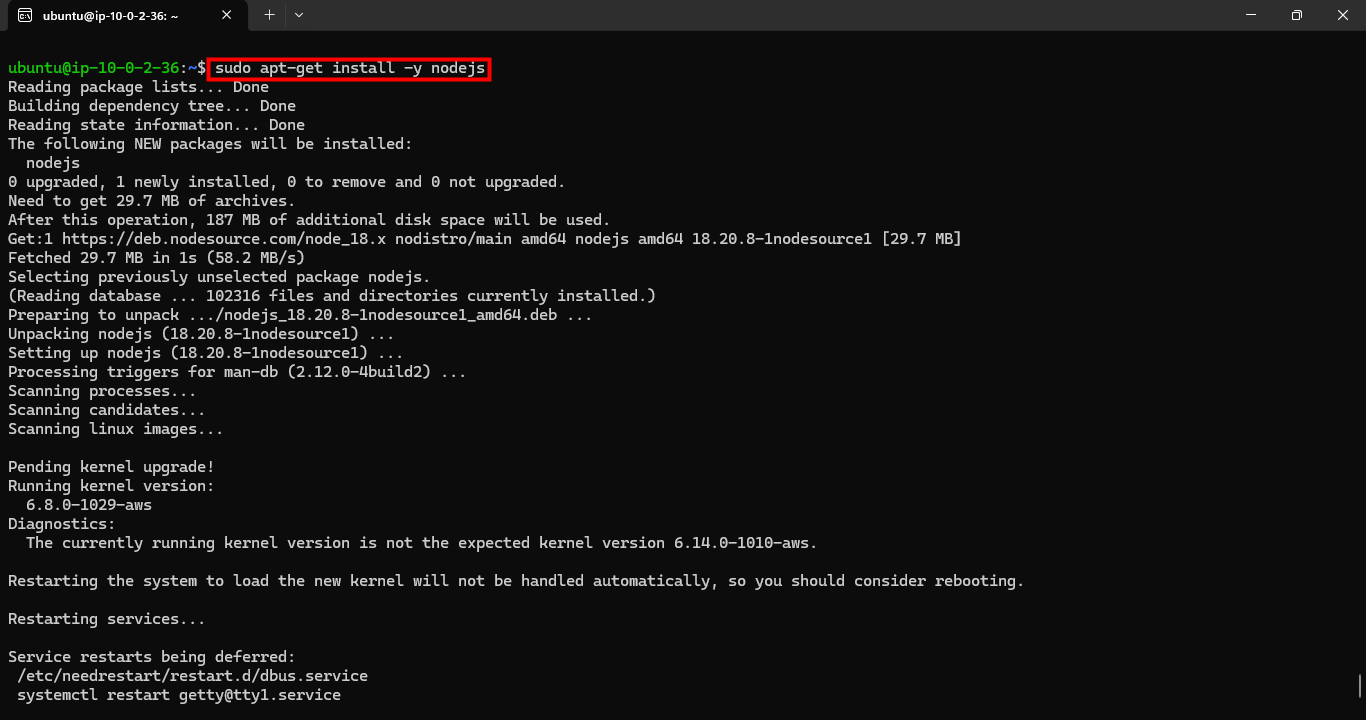 ubuntu@ip-10-0-2-36: ~
ubuntu@ip-10-0-2-36:~$ sudo apt-get install -y nodejs
Reading package lists... Done
Building dependency tree... Done
Reading state information... Done
The following NEW packages will be installed:
  nodejs
0 upgraded, 1 newly installed, 0 to remove and 0 not upgraded.
Need to get 29.7 MB of archives.
After this operation, 187 MB of additional disk space will be used.
Get:1 https://deb.nodesource.com/node_18.x nodistro/main amd64 nodejs amd64 18.20.8-1nodesource1 [29.7 MB]
Fetched 29.7 MB in 1s (58.2 MB/s)
Selecting previously unselected package nodejs.
(Reading database ... 102316 files and directories currently installed.)
Preparing to unpack .../nodejs_18.20.8-1nodesource1_amd64.deb ...
Unpacking nodejs (18.20.8-1nodesource1) ...
Setting up nodejs (18.20.8-1nodesource1) ...
Processing triggers for man-db (2.12.0-4build2) ...
Scanning processes...
Scanning candidates...
Scanning linux images...
Pending kernel upgrade!
Running kernel version:
  6.8.0-1029-aws
Diagnostics:
  The currently running kernel version is not the expected kernel version 6.14.0-1010-aws.
Restarting the system to load the new kernel will not be handled automatically, so you should consider rebooting.
Restarting services...
Service restarts being deferred:
 /etc/needrestart/restart.d/dbus.service
 systemctl restart getty@tty1.service